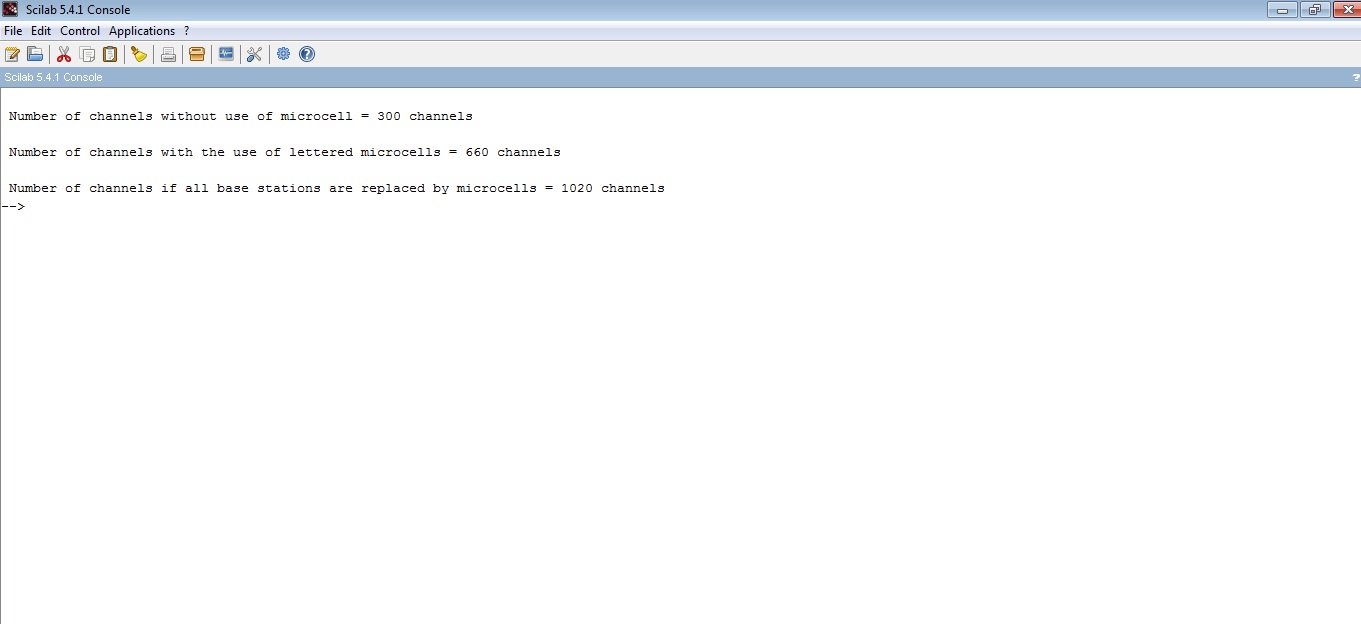 Scilab 5.4.1 Console
File Edit Control Applications ?
Scilab 5.4.1 Console ?
Number of channels without use of microcell = 300 channels
Number of channels with the use of lettered microcells = 660 channels
Number of channels if all base stations are replaced by microcells = 1020 channels
-->